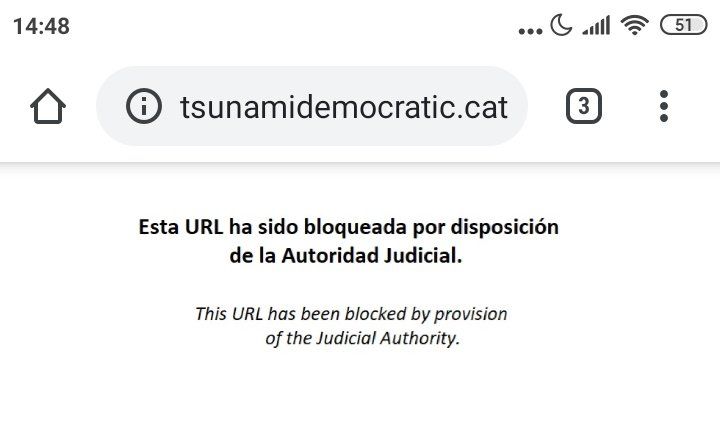 14:48
51
tsunamidemocratic.cat
3
Esta URL ha sido bloqueada por disposición
de la Autoridad Judicial.
This URL has been blocked by provision
of the Judicial Authority.